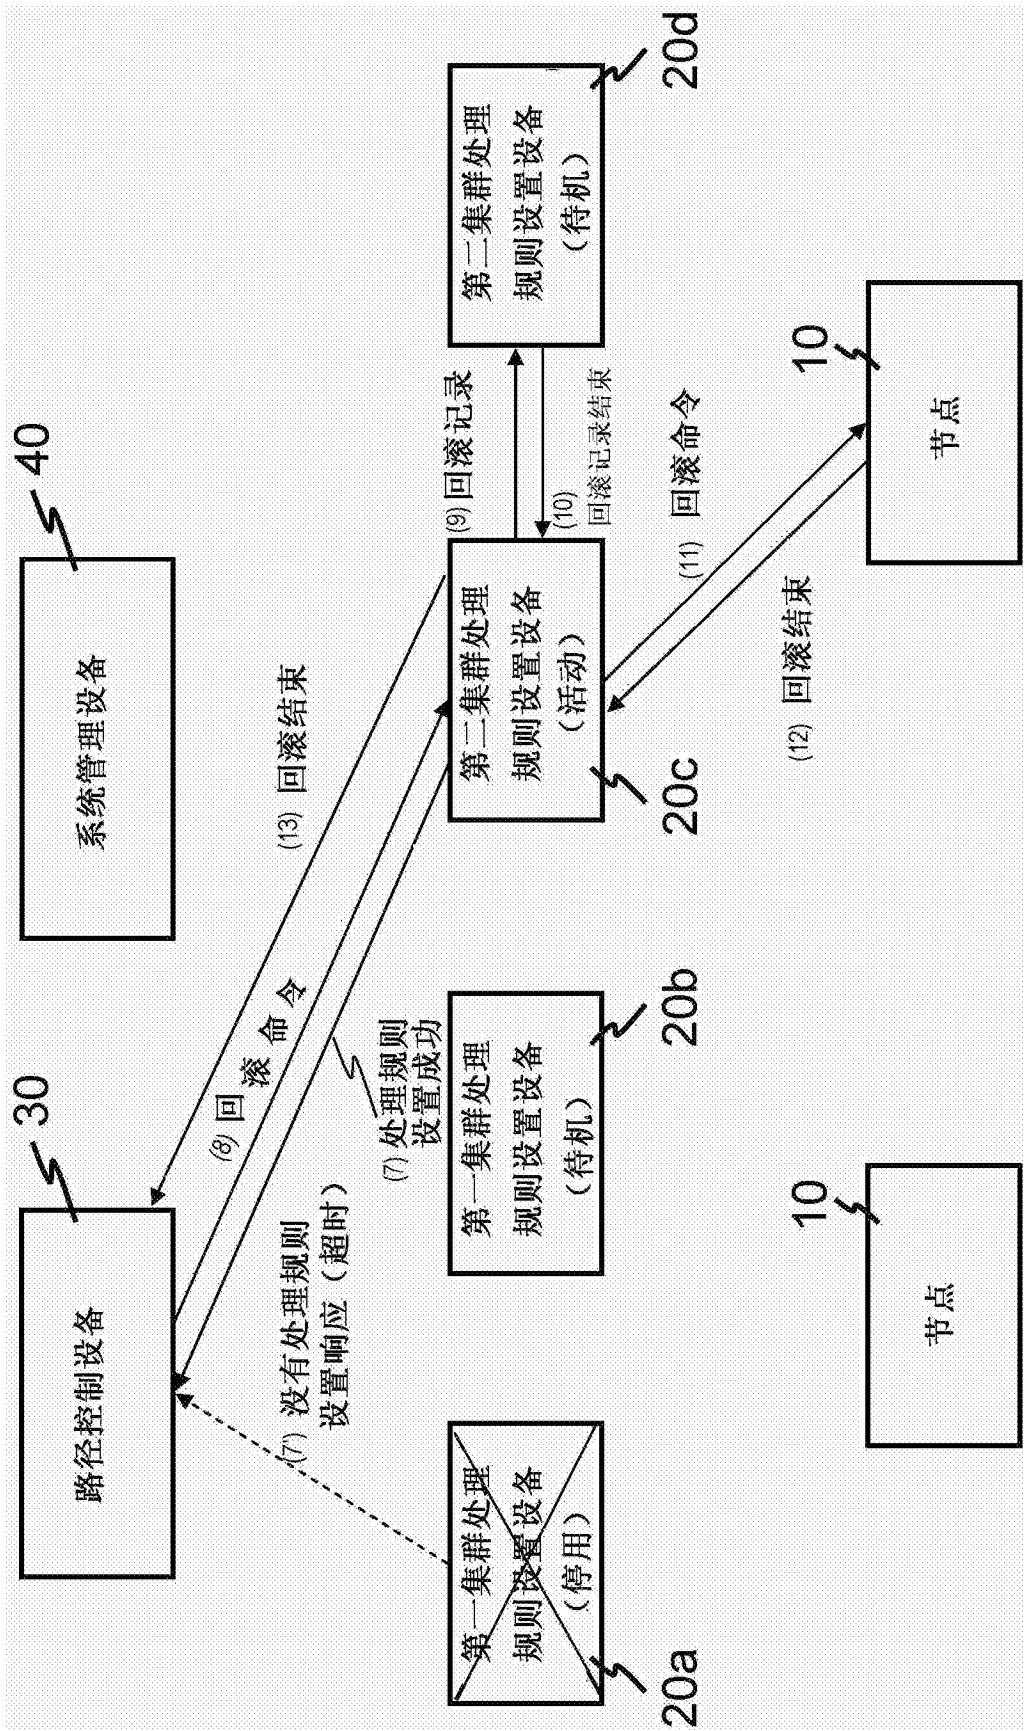 30
路径控制设备
40
系统管理设备
(13) 回滚结束
(8) 回滚命令
(7) 处理规则
设置成功
(7') 没有处理规则
设置响应（超时）
第一集群处理
规则设置设备
（停用）
20a
第一集群处理
规则设置设备
（待机）
20b
第二集群处理
规则设置设备
（活动）
20c
(9) 回滚记录
(10)
回滚记录结束
第二集群处理
规则设置设备
（待机）
20d
(11) 回滚命令
(12) 回滚结束
10
节点
10
节点